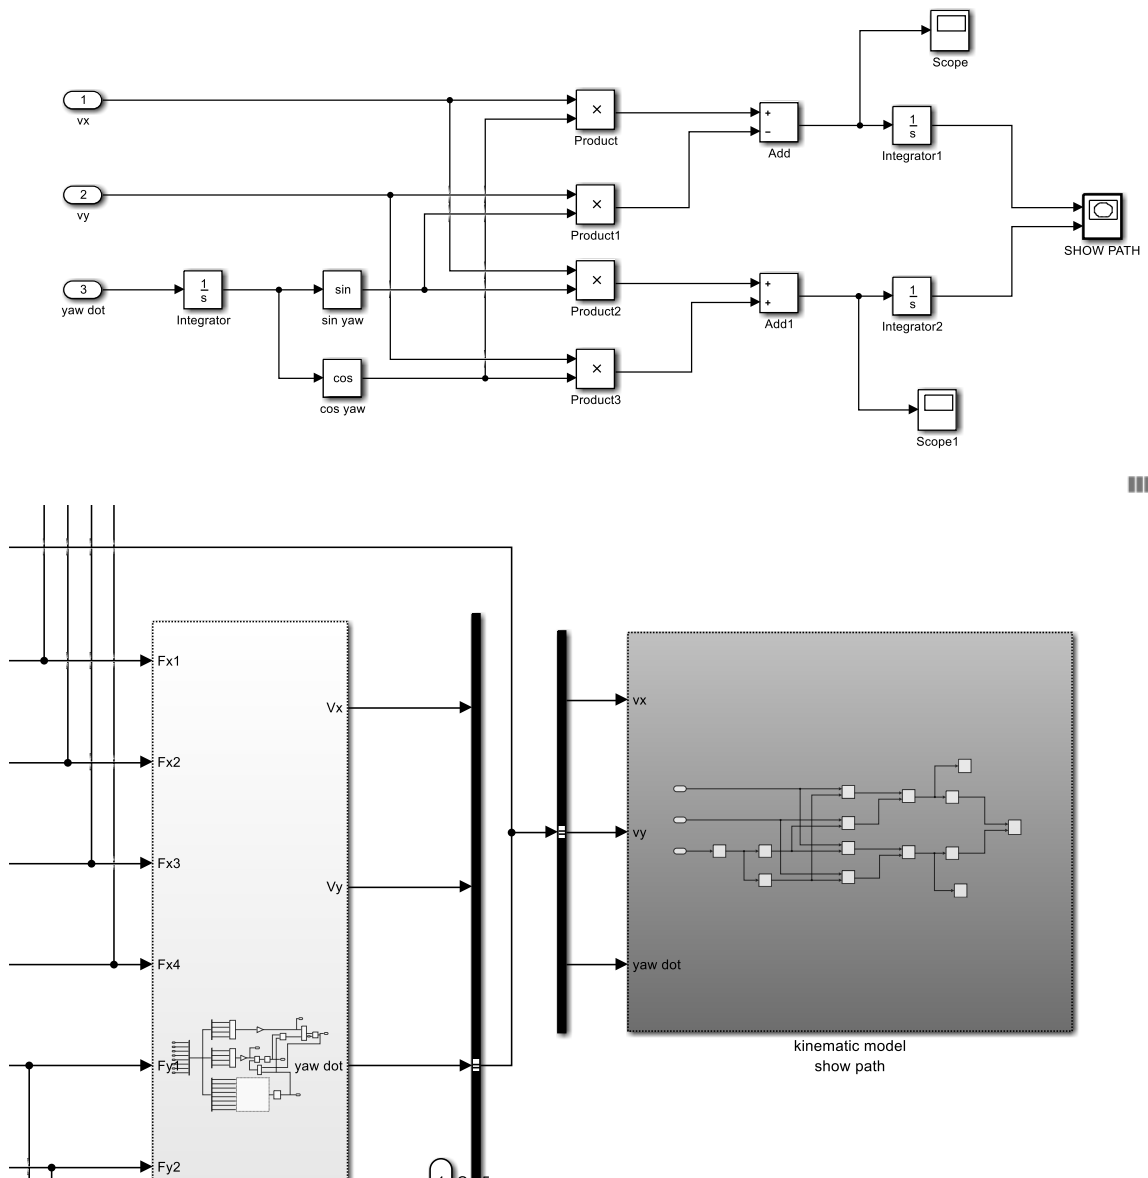 Scope
1
vx
×
Product
+
−
Add
1
s
Integrator1
2
vy
×
Product1
SHOW PATH
3
yaw dot
1
s
Integrator
sin
sin yaw
×
Product2
+
+
Add1
1
s
Integrator2
cos
cos yaw
×
Product3
Scope1
Fx1
Vx
vx
Fx2
vy
Fx3
Vy
Fx4
yaw dot
kinematic model
show path
Fy1
yaw dot
Fy2